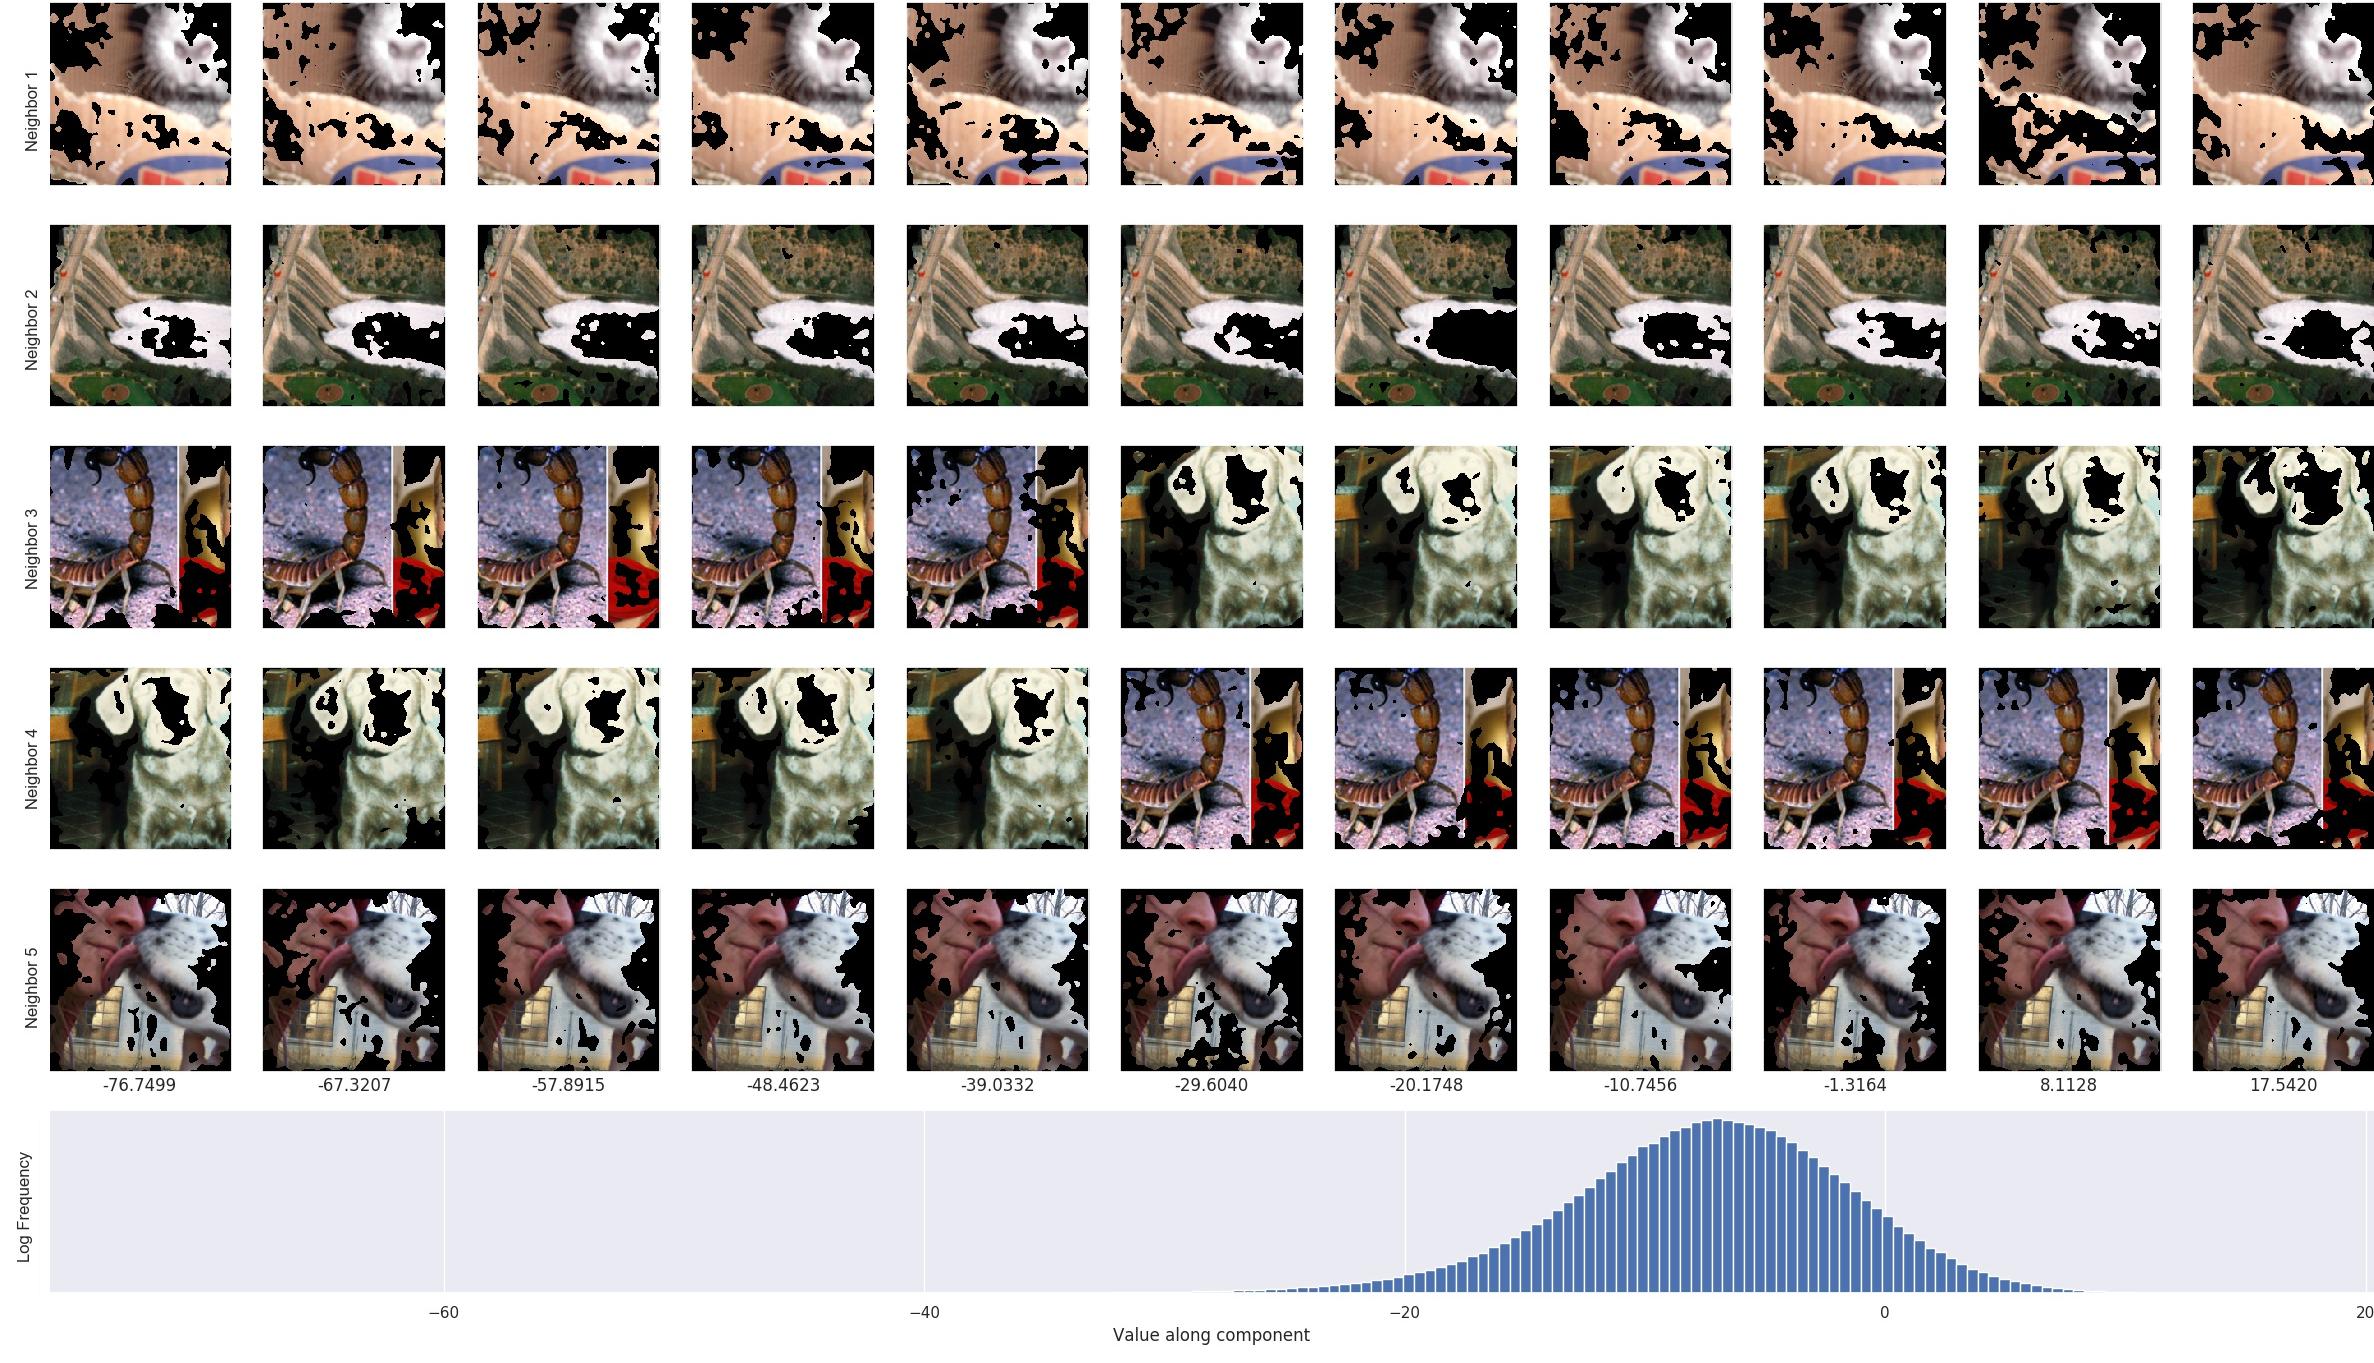 Neighbor 1
Neighbor 2
Neighbor 3
Neighbor 4
Neighbor 5
-76.7499 -67.3207 -57.8915 -48.4623 -39.0332 -29.6040 -20.1748 -10.7456 -1.3164 8.1128 17.5420
Log Frequency
−60 −40 −20 0 20
Value along component